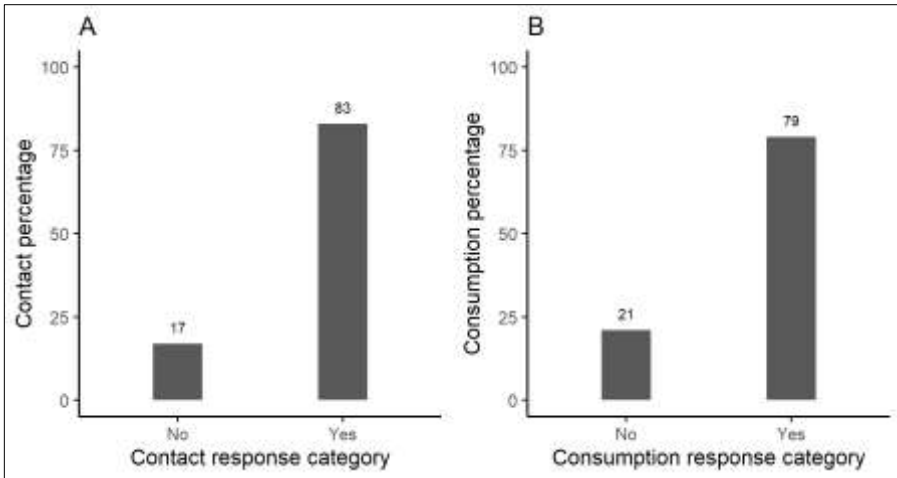 A
Contact percentage
100
75
50
25
0
17
83
No Yes
Contact response category
B
Consumption percentage
100
75
50
25
0
21
79
No Yes
Consumption response category